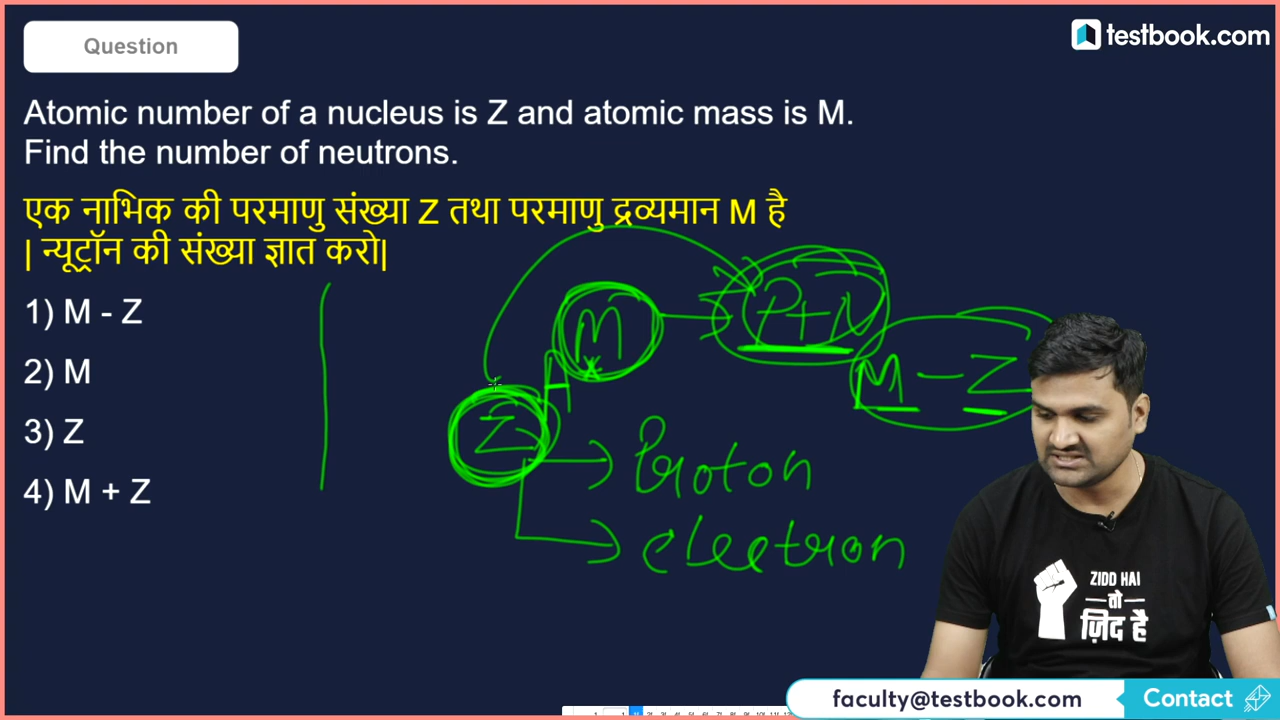 Question
testbook.com
Atomic number of a nucleus is Z and atomic mass is M.
Find the number of neutrons.
एक नाभिक की परमाणु संख्या Z तथा परमाणु द्रव्यमान M है
| न्यूट्रॉन की संख्या ज्ञात करो|
1) M - Z
2) M
3) Z
4) M + Z
M
P+N
A
M - Z
Z
Proton
electron
ZIDD HAI
तो
ज़िद है
faculty@testbook.com
Contact